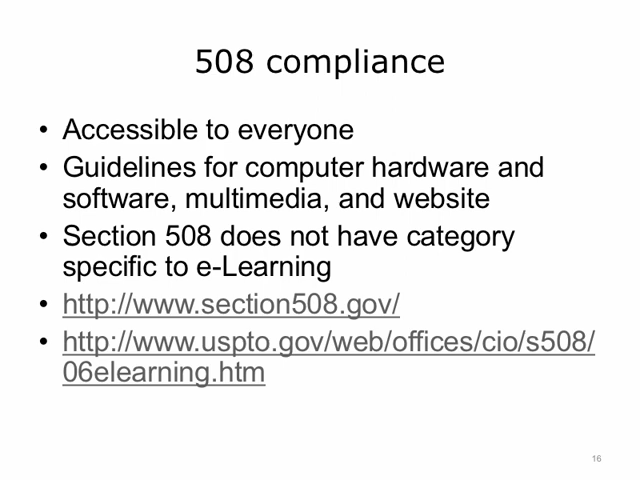 508 compliance
• Accessible to everyone
• Guidelines for computer hardware and
software, multimedia, and website
• Section 508 does not have category
specific to e-Learning
• http://www.section508.gov/
• http://www.uspto.gov/web/offices/cio/s508/
06elearning.htm
16